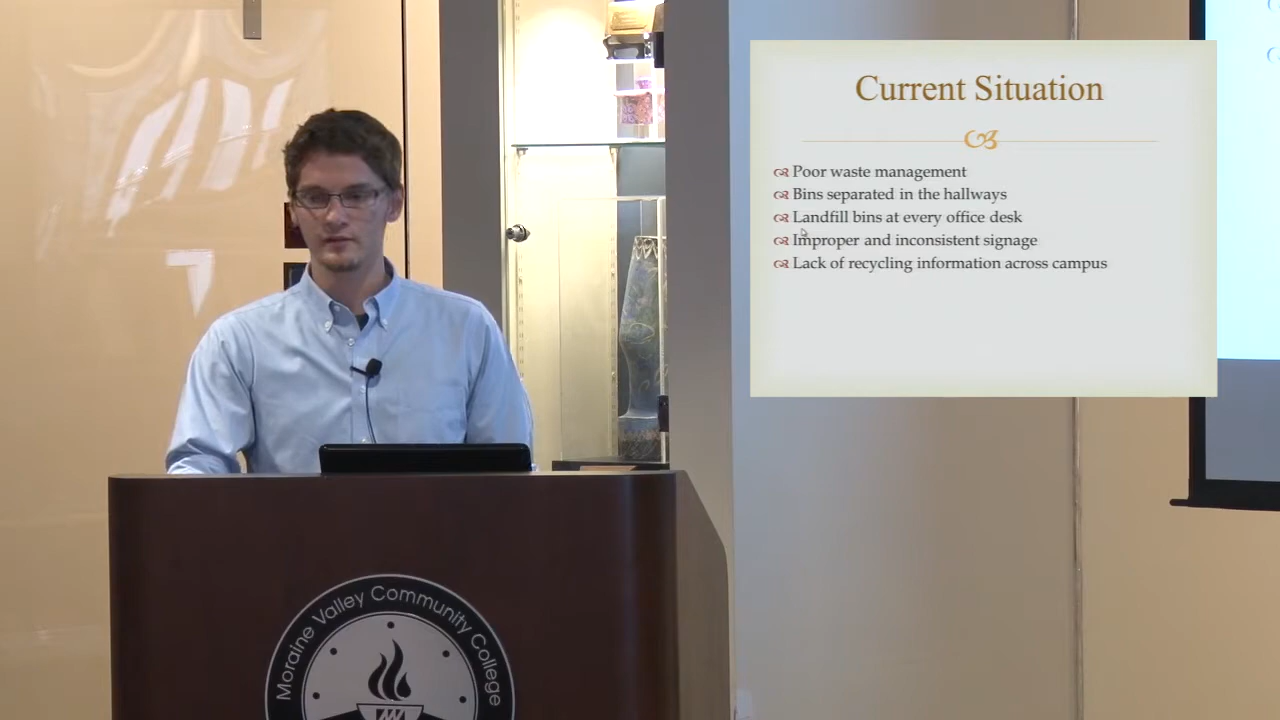 Current Situation
Poor waste management
Bins separated in the hallways
Landfill bins at every office desk
Improper and inconsistent signage
Lack of recycling information across campus
Moraine Valley Community College